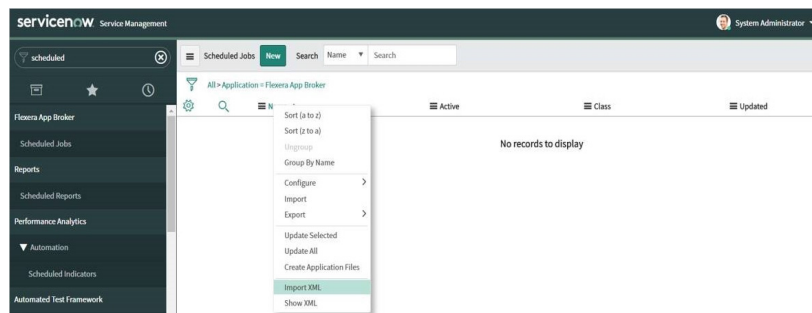 servicenow Service Management
System Administrator
scheduled
Scheduled Jobs New Search Name Search
All > Application = Flexera App Broker
Active Class Updated
Sort (a to z)
Sort (z to a)
Ungroup
Group By Name
Configure
Import
Export
Update Selected
Update All
Create Application Files
Import XML
Show XML
No records to display
Flexera App Broker
Scheduled Jobs
Reports
Scheduled Reports
Performance Analytics
Automation
Scheduled Indicators
Automated Test Framework